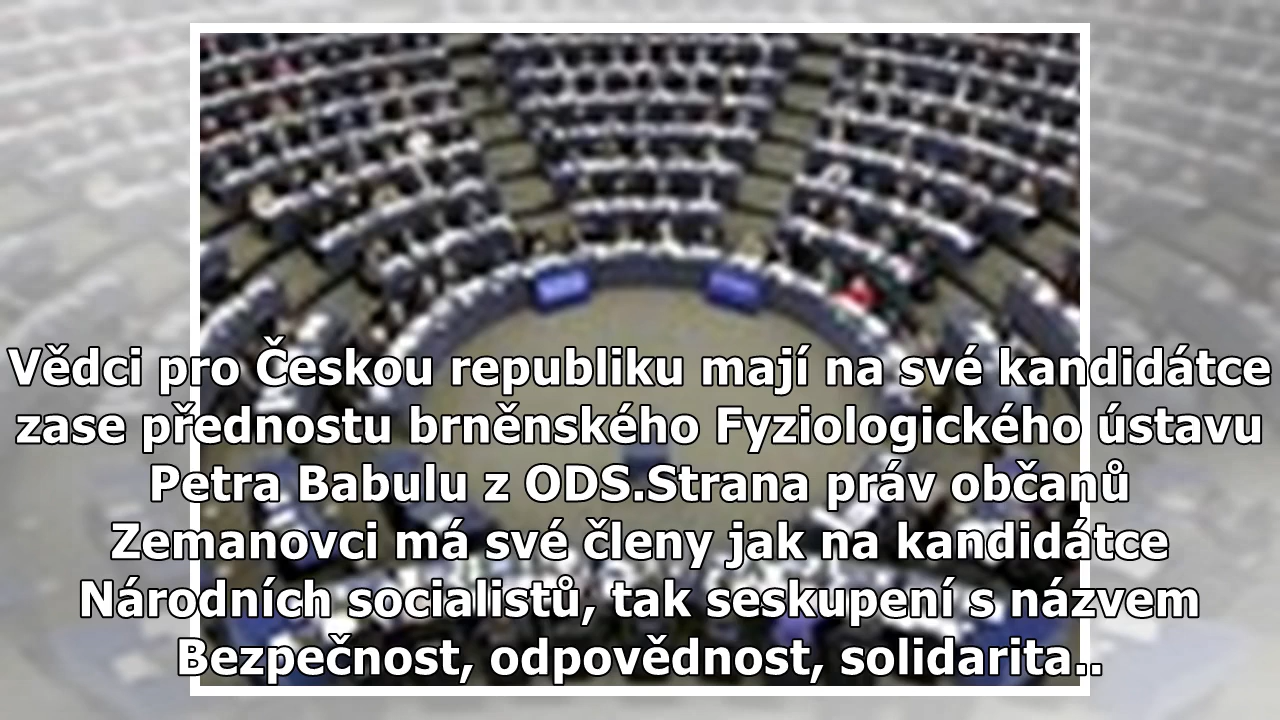 Vědci pro Českou republiku mají na své kandidátce
zase přednostu brněnského Fyziologického ústavu
Petra Babulu z ODS.Strana práv občanů
Zemanovci má své členy jak na kandidátce
Národních socialistů, tak seskupení s názvem
Bezpečnost, odpovědnost, solidarita..